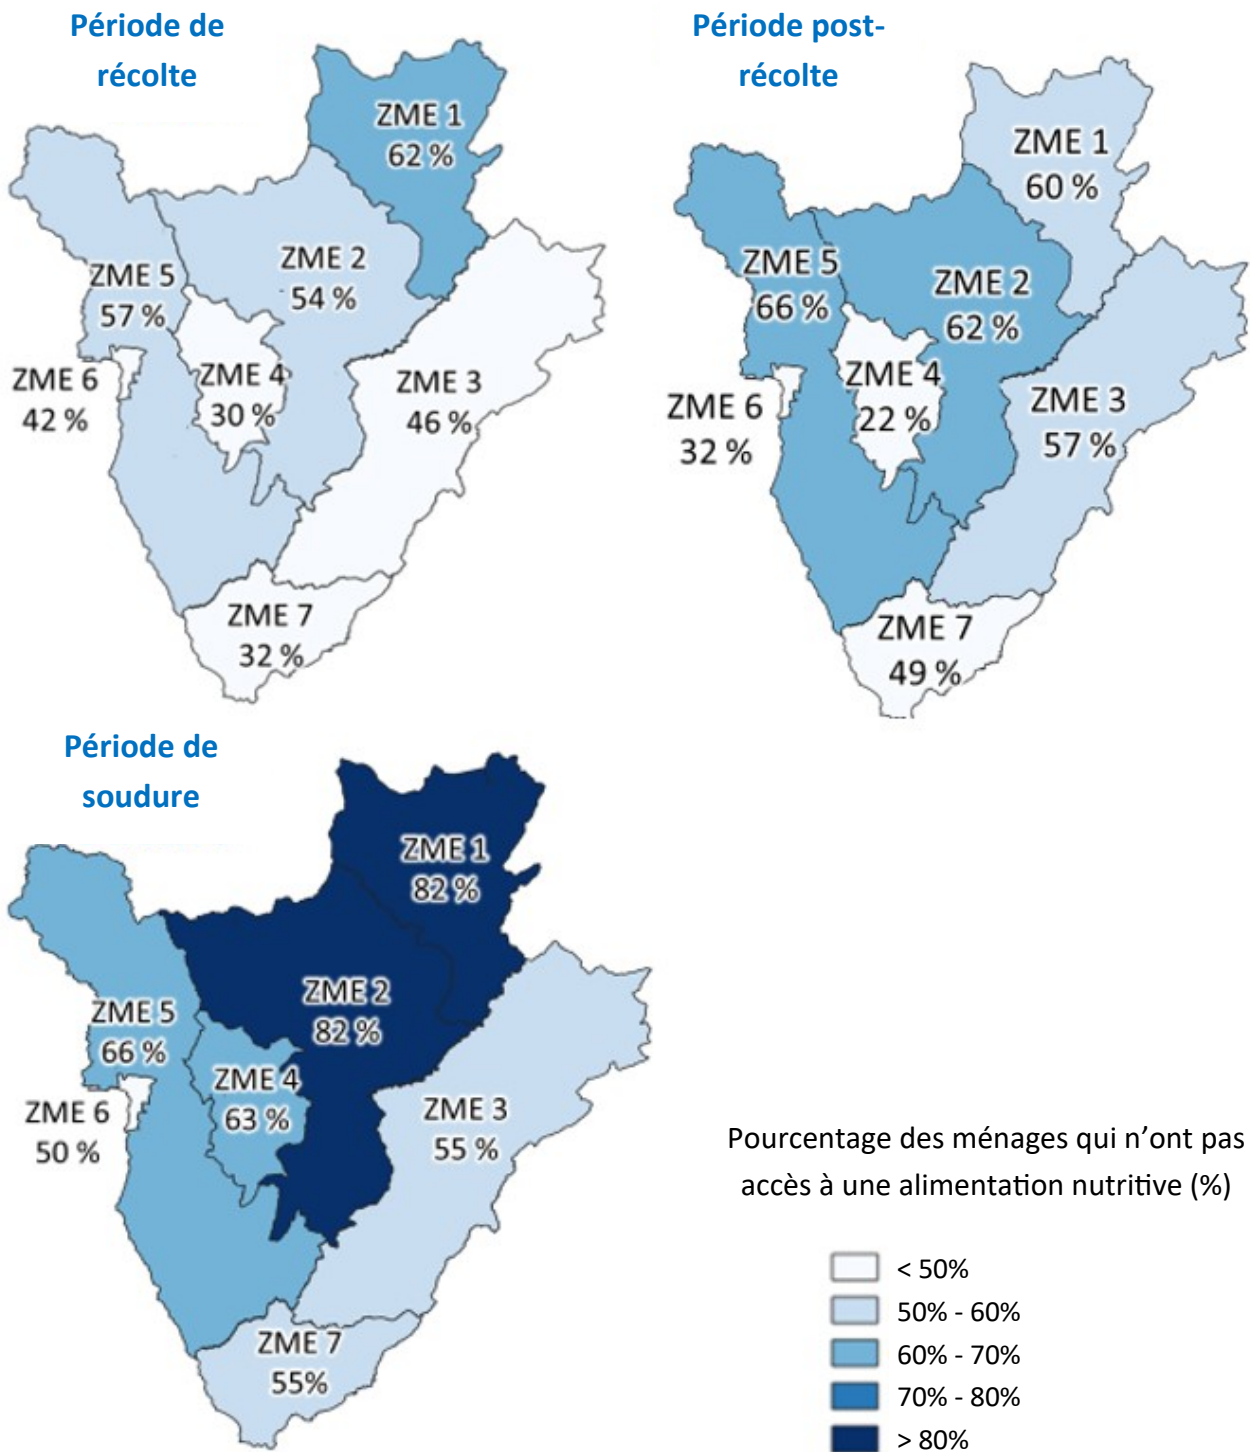 Période de
récolte
ZME 1
62 %
ZME 2
54 %
ZME 5
57 %
ZME 6
42 %
ZME 4
30 %
ZME 3
46 %
ZME 7
32 %
Période post-
récolte
ZME 1
60 %
ZME 5
66 %
ZME 2
62 %
ZME 4
22 %
ZME 6
32 %
ZME 3
57 %
ZME 7
49 %
Période de
soudure
ZME 1
82 %
ZME 2
82 %
ZME 5
66 %
ZME 4
63 %
ZME 6
50 %
ZME 3
55 %
ZME 7
55%
Pourcentage des ménages qui n’ont pas
accès à une alimentation nutritive (%)
< 50%
50% - 60%
60% - 70%
70% - 80%
> 80%